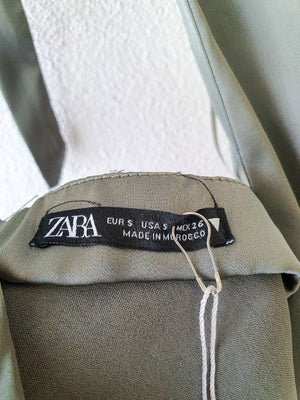 ZARA
EUR S USA S MEX 26
MADE IN MOROCCO